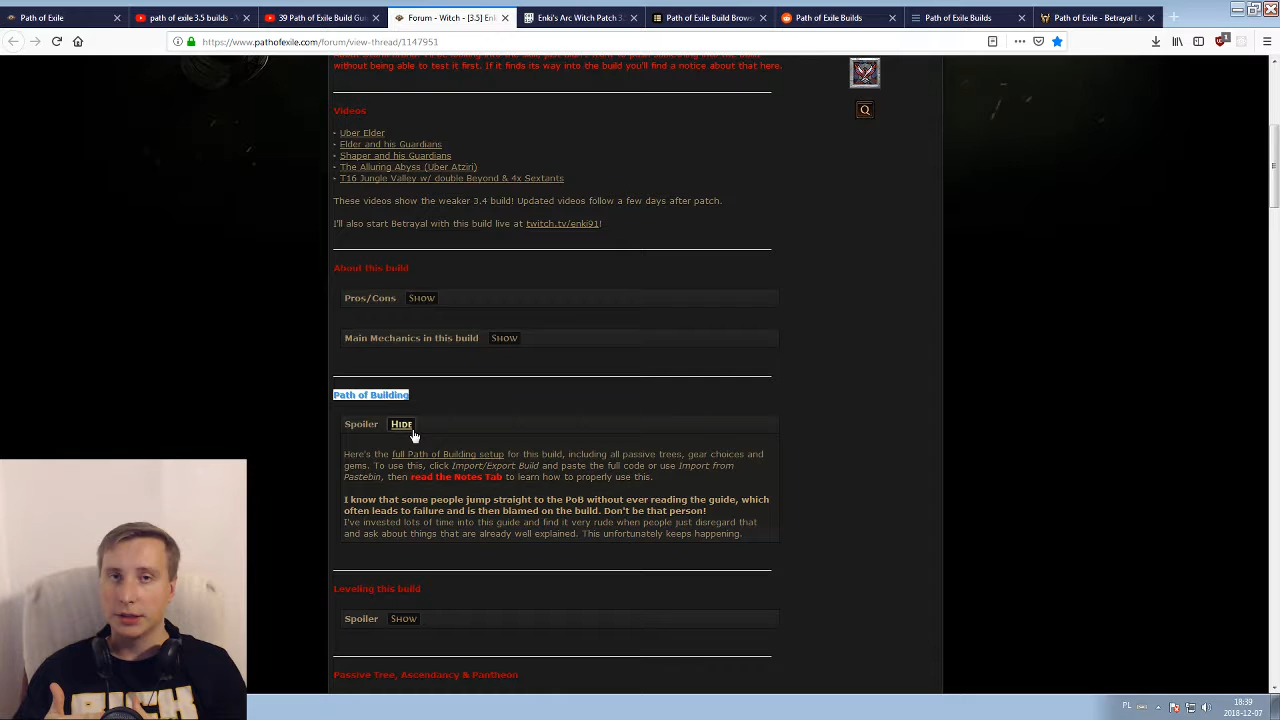 Path of Exile
path of exile 3.5 builds -
39 Path of Exile Build Gu
Forum - Witch - [3.5] Enki
Enki's Arc Witch Patch 3.
Path of Exile Build Brows
Path of Exile Builds
Path of Exile Builds
Path of Exile - Betrayal Le
https://www.pathofexile.com/forum/view-thread/1147951
without being able to test it first. If it finds its way into the build you'll find a notice about that here.
Videos
- Uber Elder
- Elder and his Guardians
- Shaper and his Guardians
- The Alluring Abyss (Uber Atziri)
- T16 Jungle Valley w/ double Beyond & 4x Sextants
These videos show the weaker 3.4 build! Updated videos follow a few days after patch.
I'll also start Betrayal with this build live at twitch.tv/enki91!
About this build
Pros/Cons SHOW
Main Mechanics in this build SHOW
Path of Building
Spoiler HIDE
Here's the full Path of Building setup for this build, including all passive trees, gear choices and
gems. To use this, click Import/Export Build and paste the full code or use Import from
Pastebin, then read the Notes Tab to learn how to properly use this.
I know that some people jump straight to the PoB without ever reading the guide, which
often leads to failure and is then blamed on the build. Don't be that person!
I've invested lots of time into this guide and find it very rude when people just disregard that
and ask about things that are already well explained. This unfortunately keeps happening.
Leveling this build
Spoiler SHOW
Passive Tree, Ascendancy & Pantheon
PL
18:39
2018-12-07